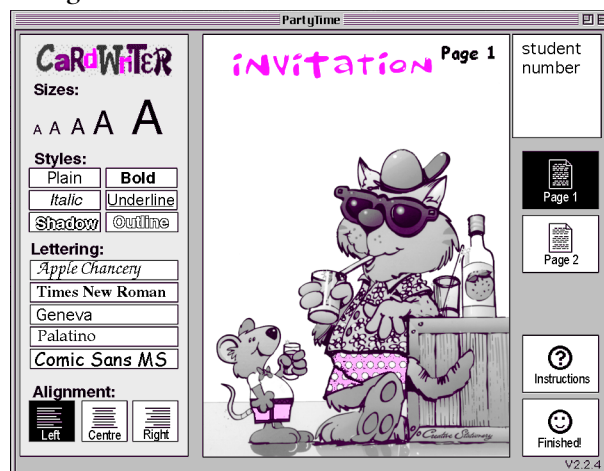 PartyTime
CaRdWriTER
Sizes:
A A A A A
Styles:
Plain Bold
Italic Underline
Shadow Outline
Lettering:
Apple Chancery
Times New Roman
Geneva
Palatino
Comic Sans MS
Alignment:
Left Centre Right
iNVitatiON Page 1
Creative Stationery
student
number
Page 1
Page 2
?
Instructions
Finished!
V2.2.4